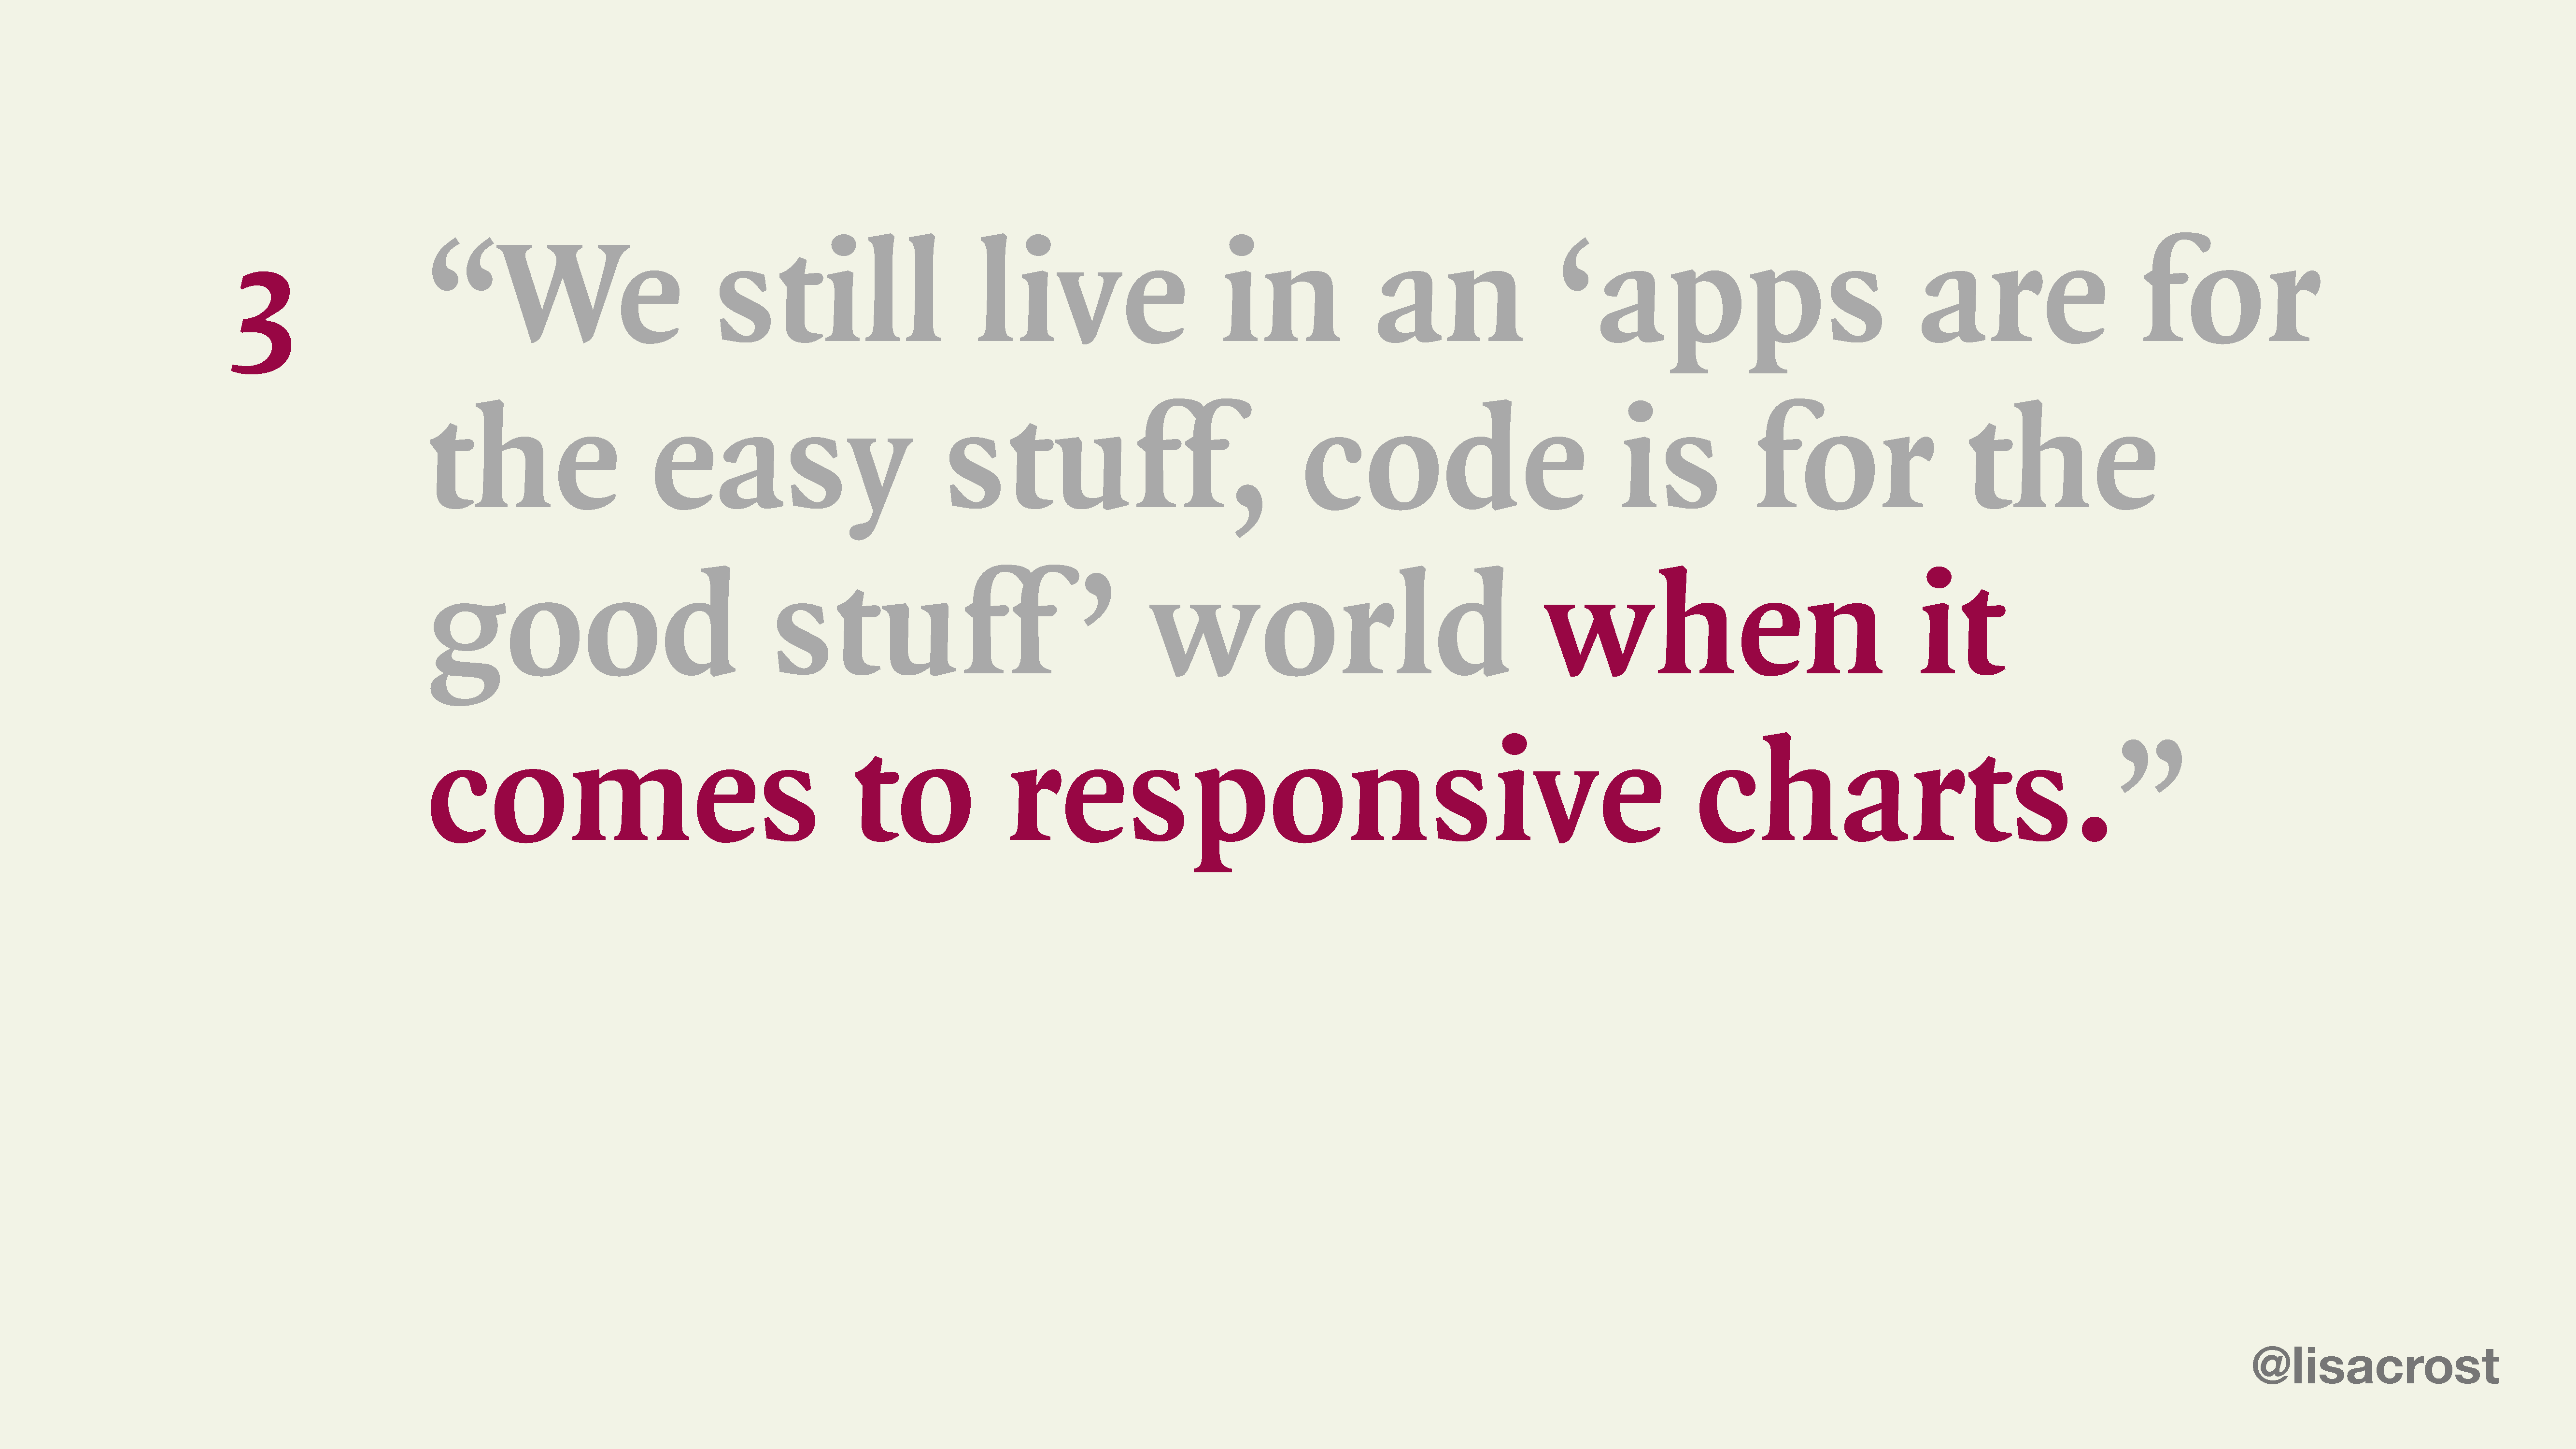 3 “We still live in an ‘apps are for
the easy stuff, code is for the
good stuff’ world when it
comes to responsive charts.”
@lisacrost